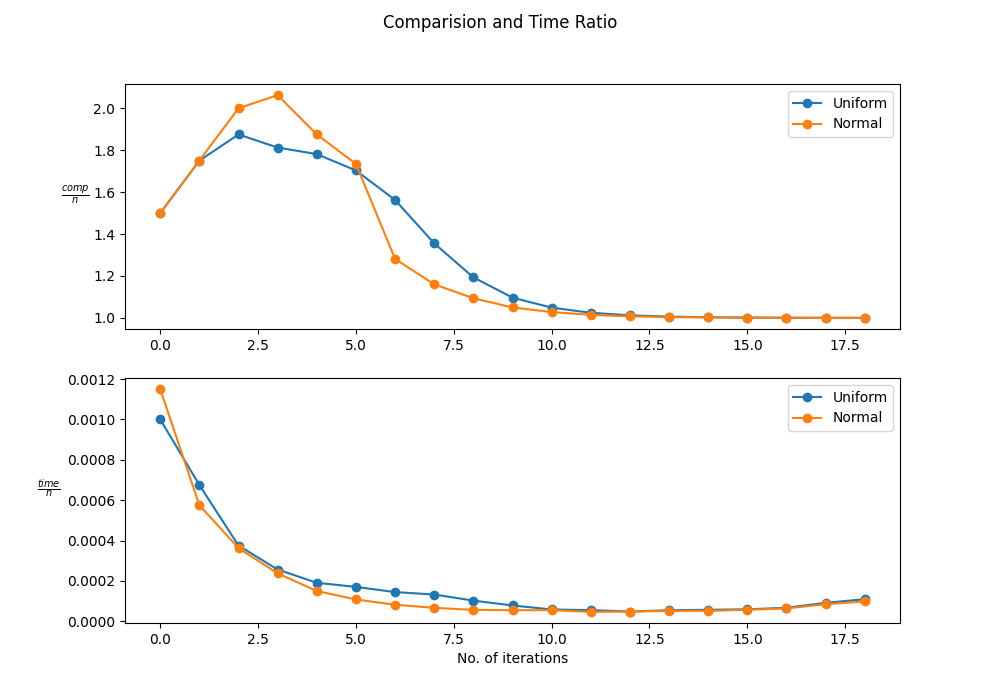 Comparision and Time Ratio
2.0
1.8
1.6
1.4
1.2
1.0
comp
n
Uniform
Normal
0.0 2.5 5.0 7.5 10.0 12.5 15.0 17.5
0.0012
0.0010
0.0008
0.0006
0.0004
0.0002
0.0000
time
n
Uniform
Normal
0.0 2.5 5.0 7.5 10.0 12.5 15.0 17.5
No. of iterations